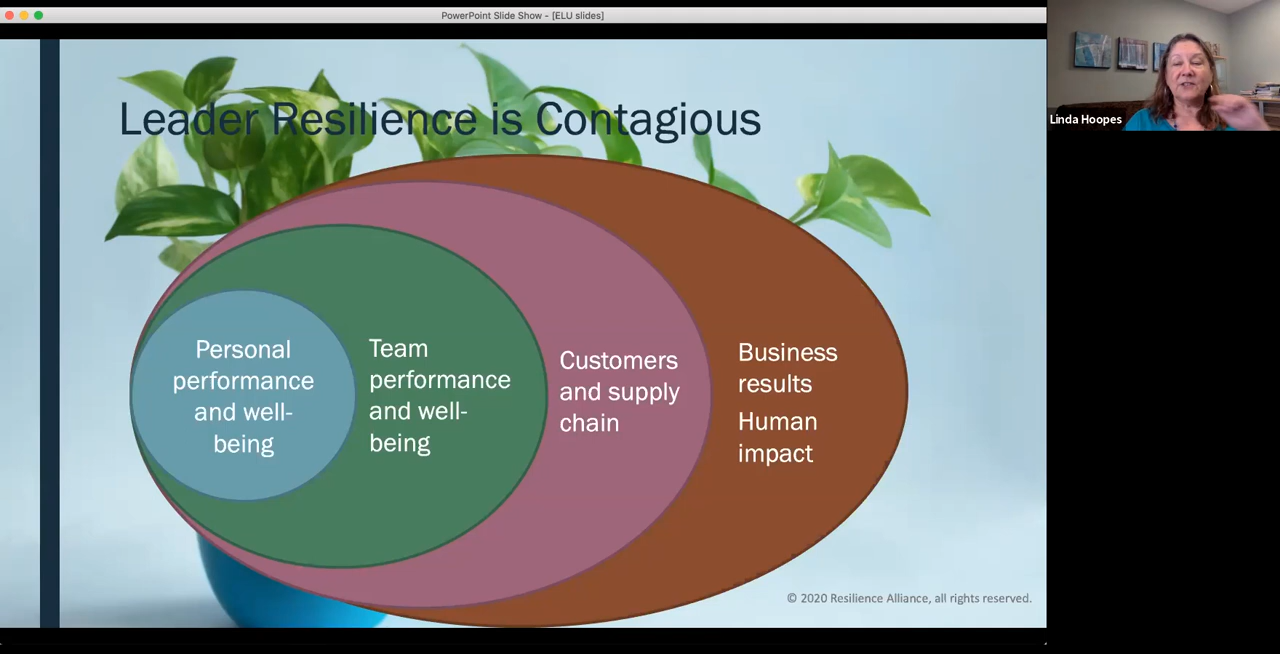 PowerPoint Slide Show - [ELU slides]
Leader Resilience is Contagious
Personal
performance
and well-
being
Team
performance
and well-
being
Customers
and supply
chain
Business
results
Human
impact
© 2020 Resilience Alliance, all rights reserved.
Linda Hoopes